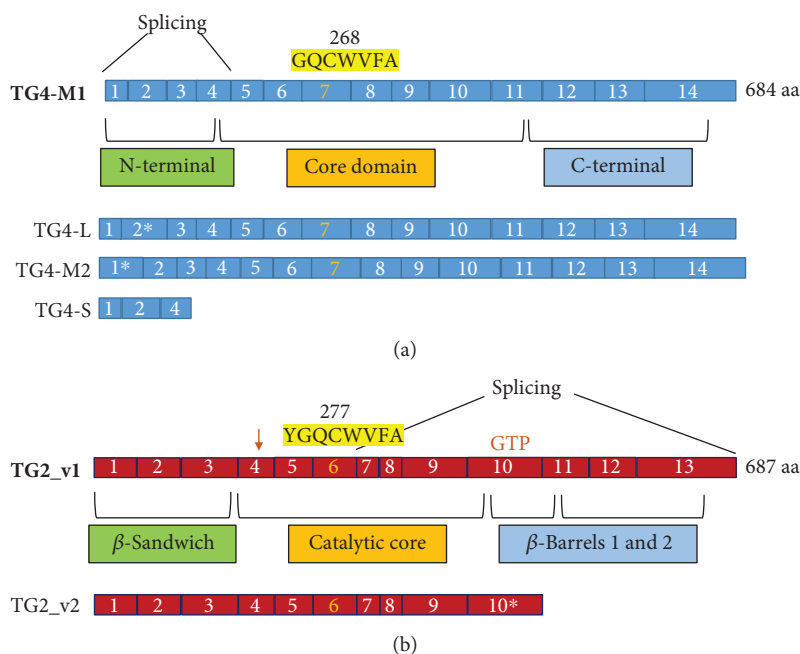 Splicing
268
GQCWVFA
TG4-M1 1 2 3 4 5 6 7 8 9 10 11 12 13 14 684 aa
N-terminal Core domain C-terminal
TG4-L 1 2* 3 4 5 6 7 8 9 10 11 12 13 14
TG4-M2 1* 2 3 4 5 6 7 8 9 10 11 12 13 14
TG4-S 1 2 4
(a)
Splicing
277
YGQCWVFA GTP
TG2_v1 1 2 3 4 5 6 7 8 9 10 11 12 13 687 aa
β-Sandwich Catalytic core β-Barrels 1 and 2
TG2_v2 1 2 3 4 5 6 7 8 9 10*
(b)